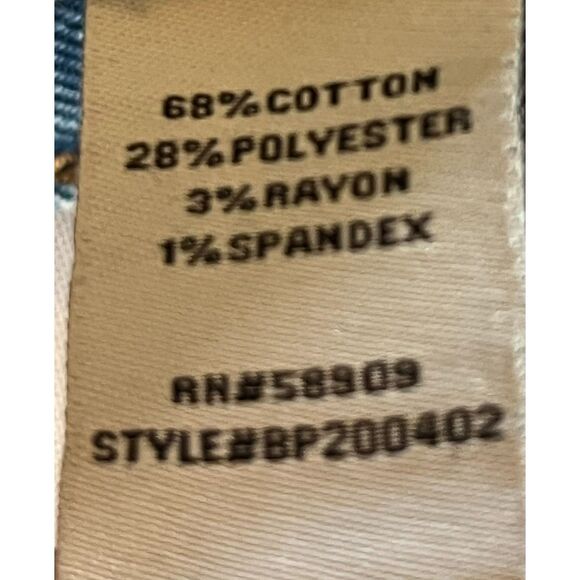 68%COTTON
28%POLYESTER
3%RAYON
1%SPANDEX
RN#58909
STYLE#BP200402